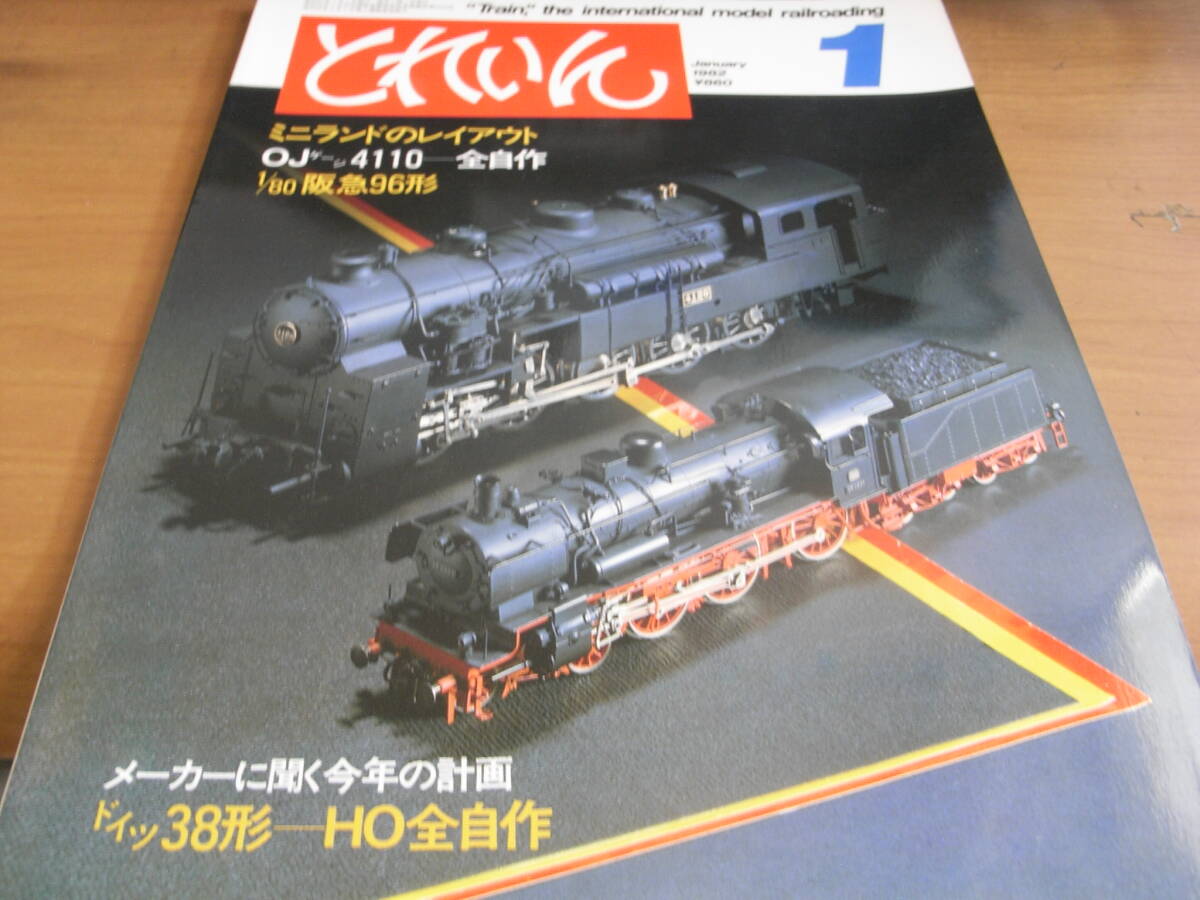 "Train," the international model railroading
とれいん
1
January
1982
¥860
ミニランドのレイアウト
OJゲージ4110―全自作
1/80 阪急96形
4110
メーカーに聞く今年の計画
ドイツ38形―HO全自作